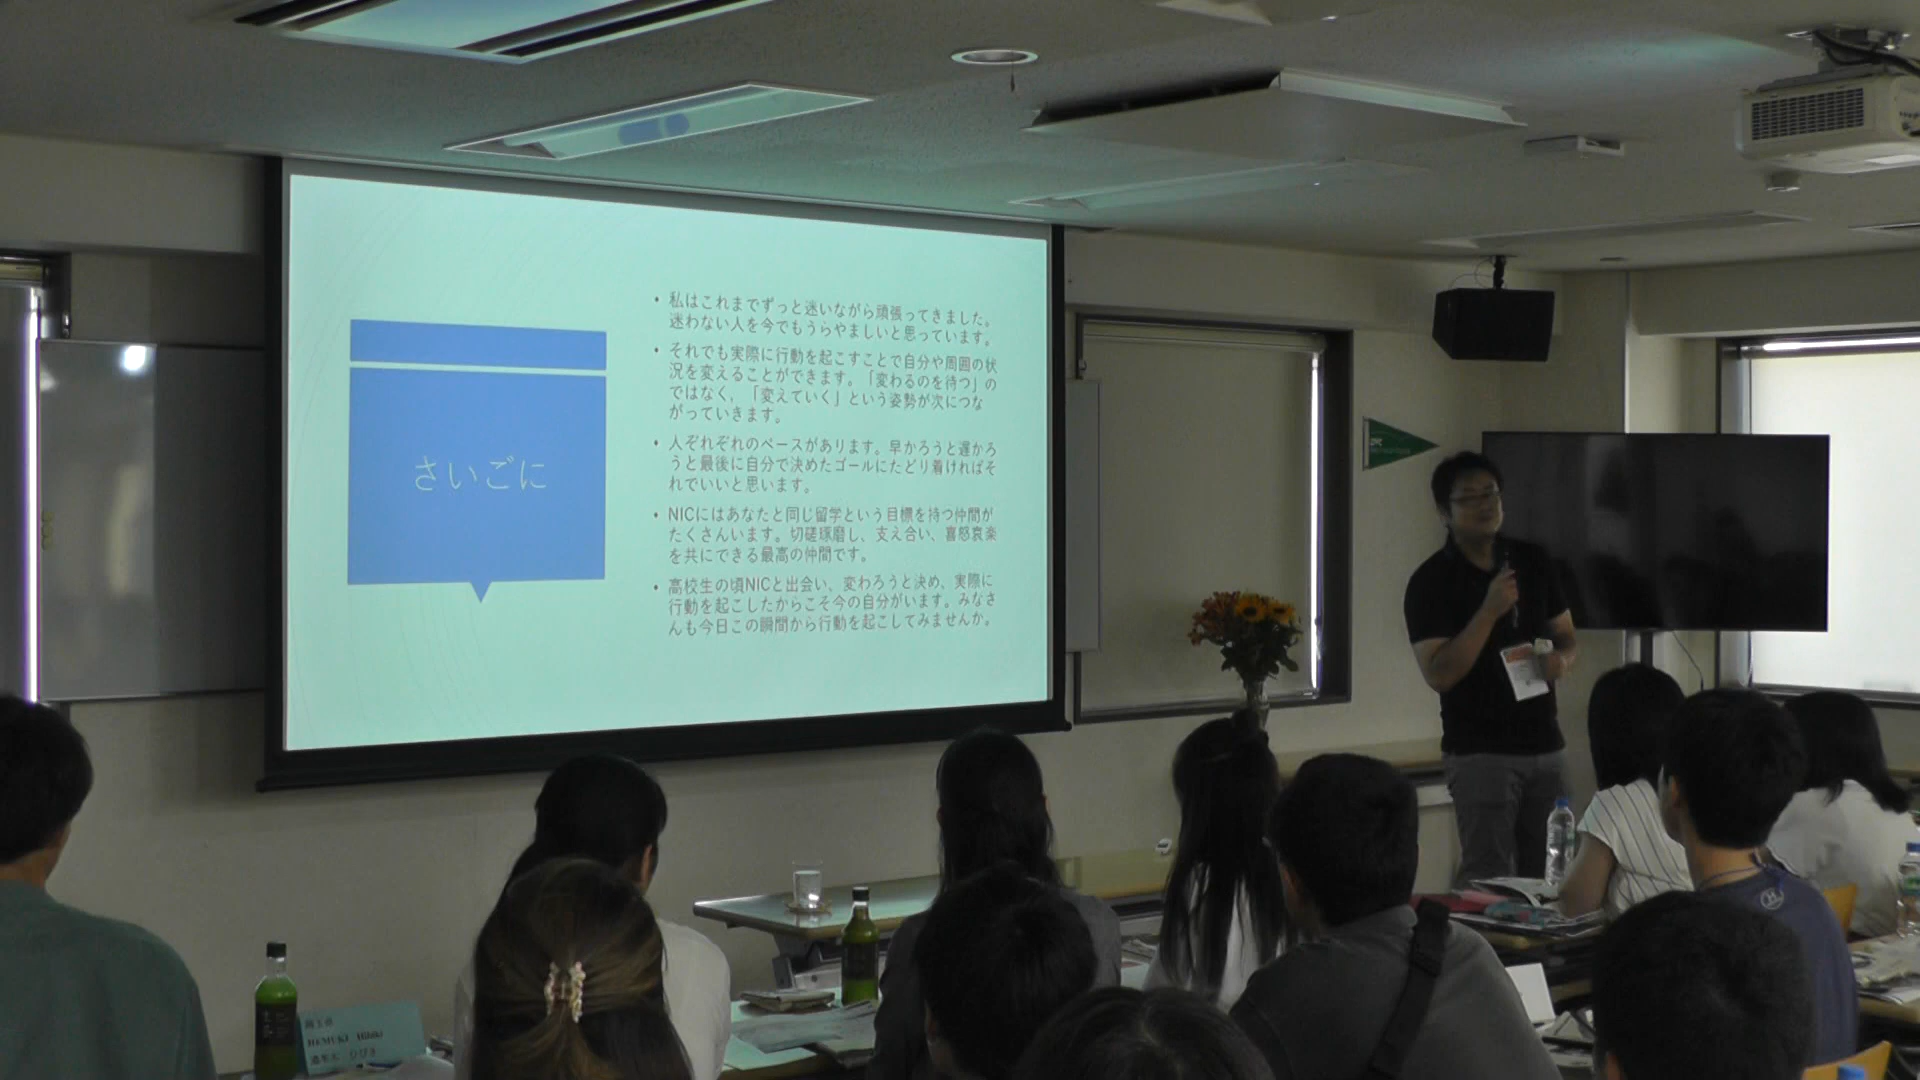 さいごに
• 私はこれまでずっと迷いながら頑張ってきました。
迷わない人を今でもうらやましいと思っています。
• それでも実際に行動を起こすことで自分や周囲の状
況を変えることができます。「変わるのを待つ」の
ではなく、「変えていく」という姿勢が次につな
がっていきます。
• 人ぞれぞれのペースがあります。早かろうと遅かろ
うと最後に自分で決めたゴールにたどり着ければそ
れでいいと思います。
• NICにはあなたと同じ留学という目標を持つ仲間が
たくさんいます。切磋琢磨し、支え合い、喜怒哀楽
を共にできる最高の仲間です。
• 高校生の頃NICと出会い、変わろうと決め、実際に
行動を起こしたからこそ今の自分がいます。みなさ
んも今日この瞬間から行動を起こしてみませんか。